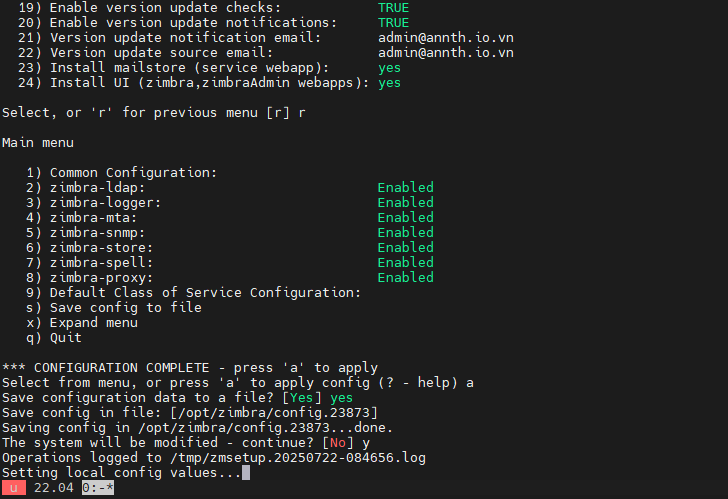 19) Enable version update checks: TRUE
20) Enable version update notifications: TRUE
21) Version update notification email: admin@annth.io.vn
22) Version update source email: admin@annth.io.vn
23) Install mailstore (service webapp): yes
24) Install UI (zimbra,zimbraAdmin webapps): yes
Select, or 'r' for previous menu [r] r
Main menu
1) Common Configuration:
2) zimbra-ldap: Enabled
3) zimbra-logger: Enabled
4) zimbra-mta: Enabled
5) zimbra-snmp: Enabled
6) zimbra-store: Enabled
7) zimbra-spell: Enabled
8) zimbra-proxy: Enabled
9) Default Class of Service Configuration:
s) Save config to file
x) Expand menu
q) Quit
*** CONFIGURATION COMPLETE - press 'a' to apply
Select from menu, or press 'a' to apply config (? - help) a
Save configuration data to a file? [Yes] yes
Save config in file: [/opt/zimbra/config.23873]
Saving config in /opt/zimbra/config.23873...done.
The system will be modified - continue? [No] y
Operations logged to /tmp/zmsetup.20250722-084656.log
Setting local config values...
u 22.04 0:-*